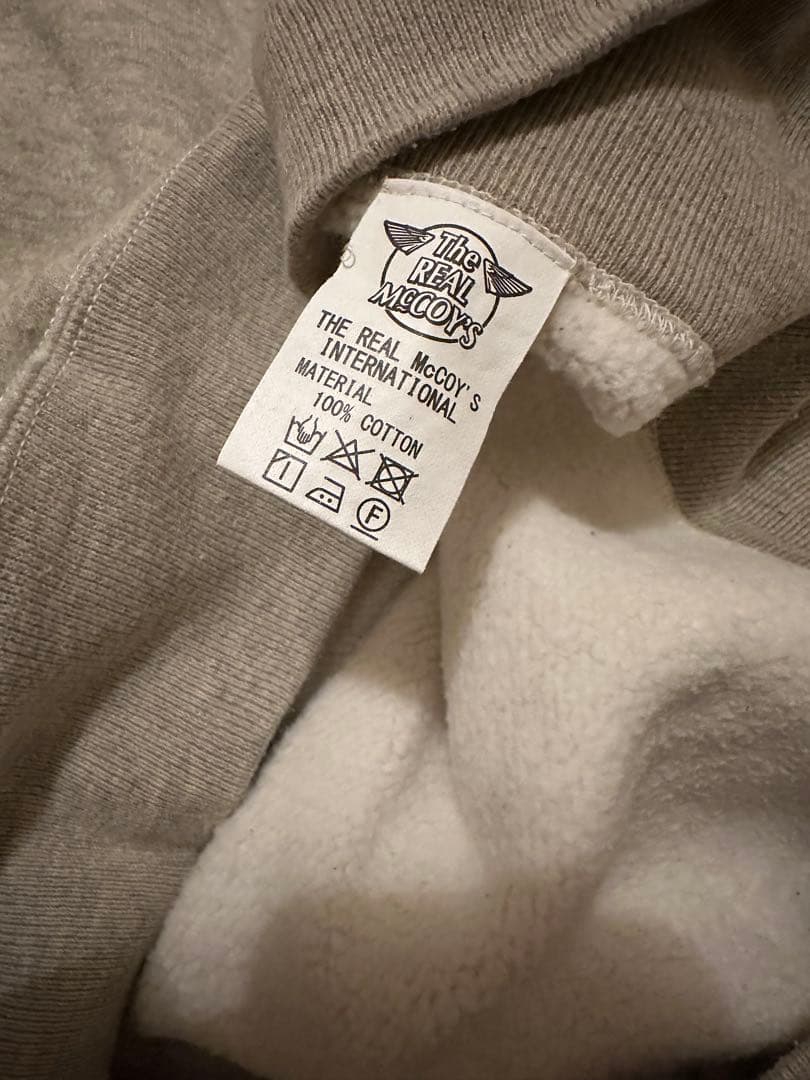 The
REAL
McCOY'S
THE REAL McCOY'S
INTERNATIONAL
MATERIAL
100% COTTON
F